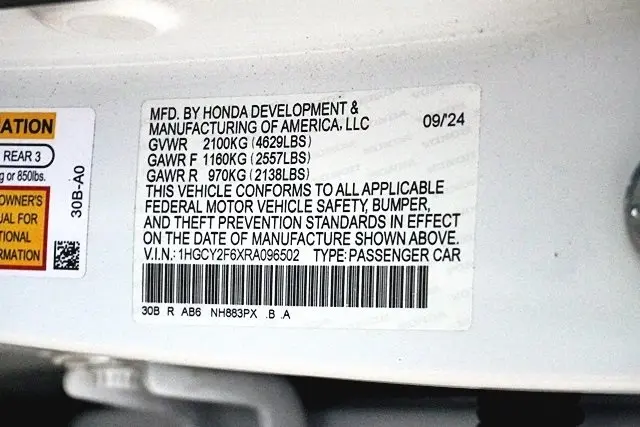 MFD. BY HONDA DEVELOPMENT &
MANUFACTURING OF AMERICA, LLC 09/'24
GVWR 2100KG (4629LBS)
GAWR F 1160KG (2557LBS)
GAWR R 970KG (2138LBS)
THIS VEHICLE CONFORMS TO ALL APPLICABLE
FEDERAL MOTOR VEHICLE SAFETY, BUMPER,
AND THEFT PREVENTION STANDARDS IN EFFECT
ON THE DATE OF MANUFACTURE SHOWN ABOVE.
V.I.N.: 1HGCY2F6XRA096502 TYPE: PASSENGER CAR
30B R AB6 NH883PX .B .A
ATION
REAR 3
g or 850lbs.
OWNER'S
UAL FOR
TIONAL
RMATION
30B-A0